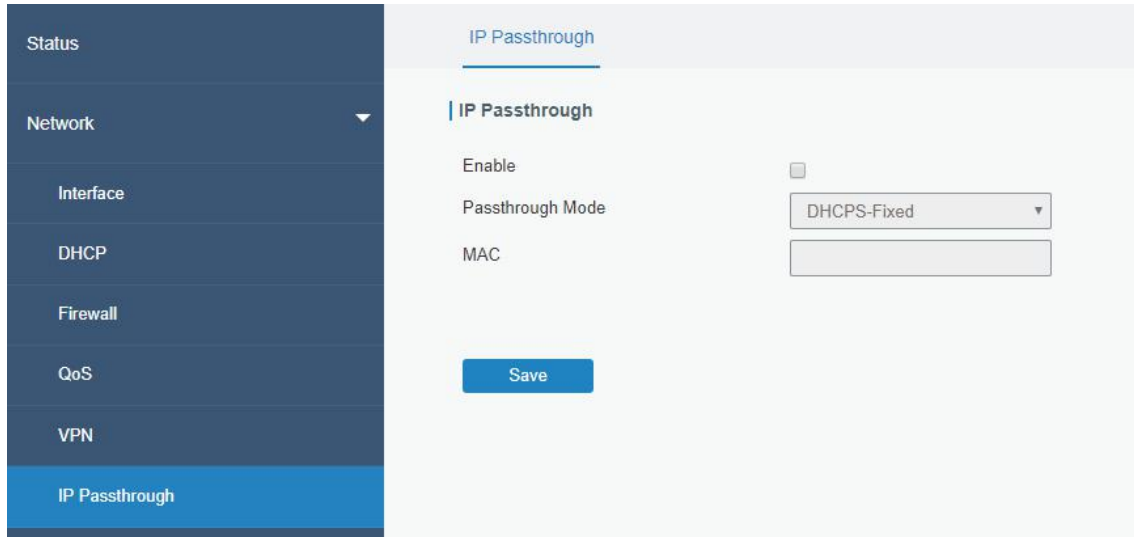 Status
Network
Interface
DHCP
Firewall
QoS
VPN
IP Passthrough
IP Passthrough
IP Passthrough
Enable
Passthrough Mode
DHCPS-Fixed
MAC
Save